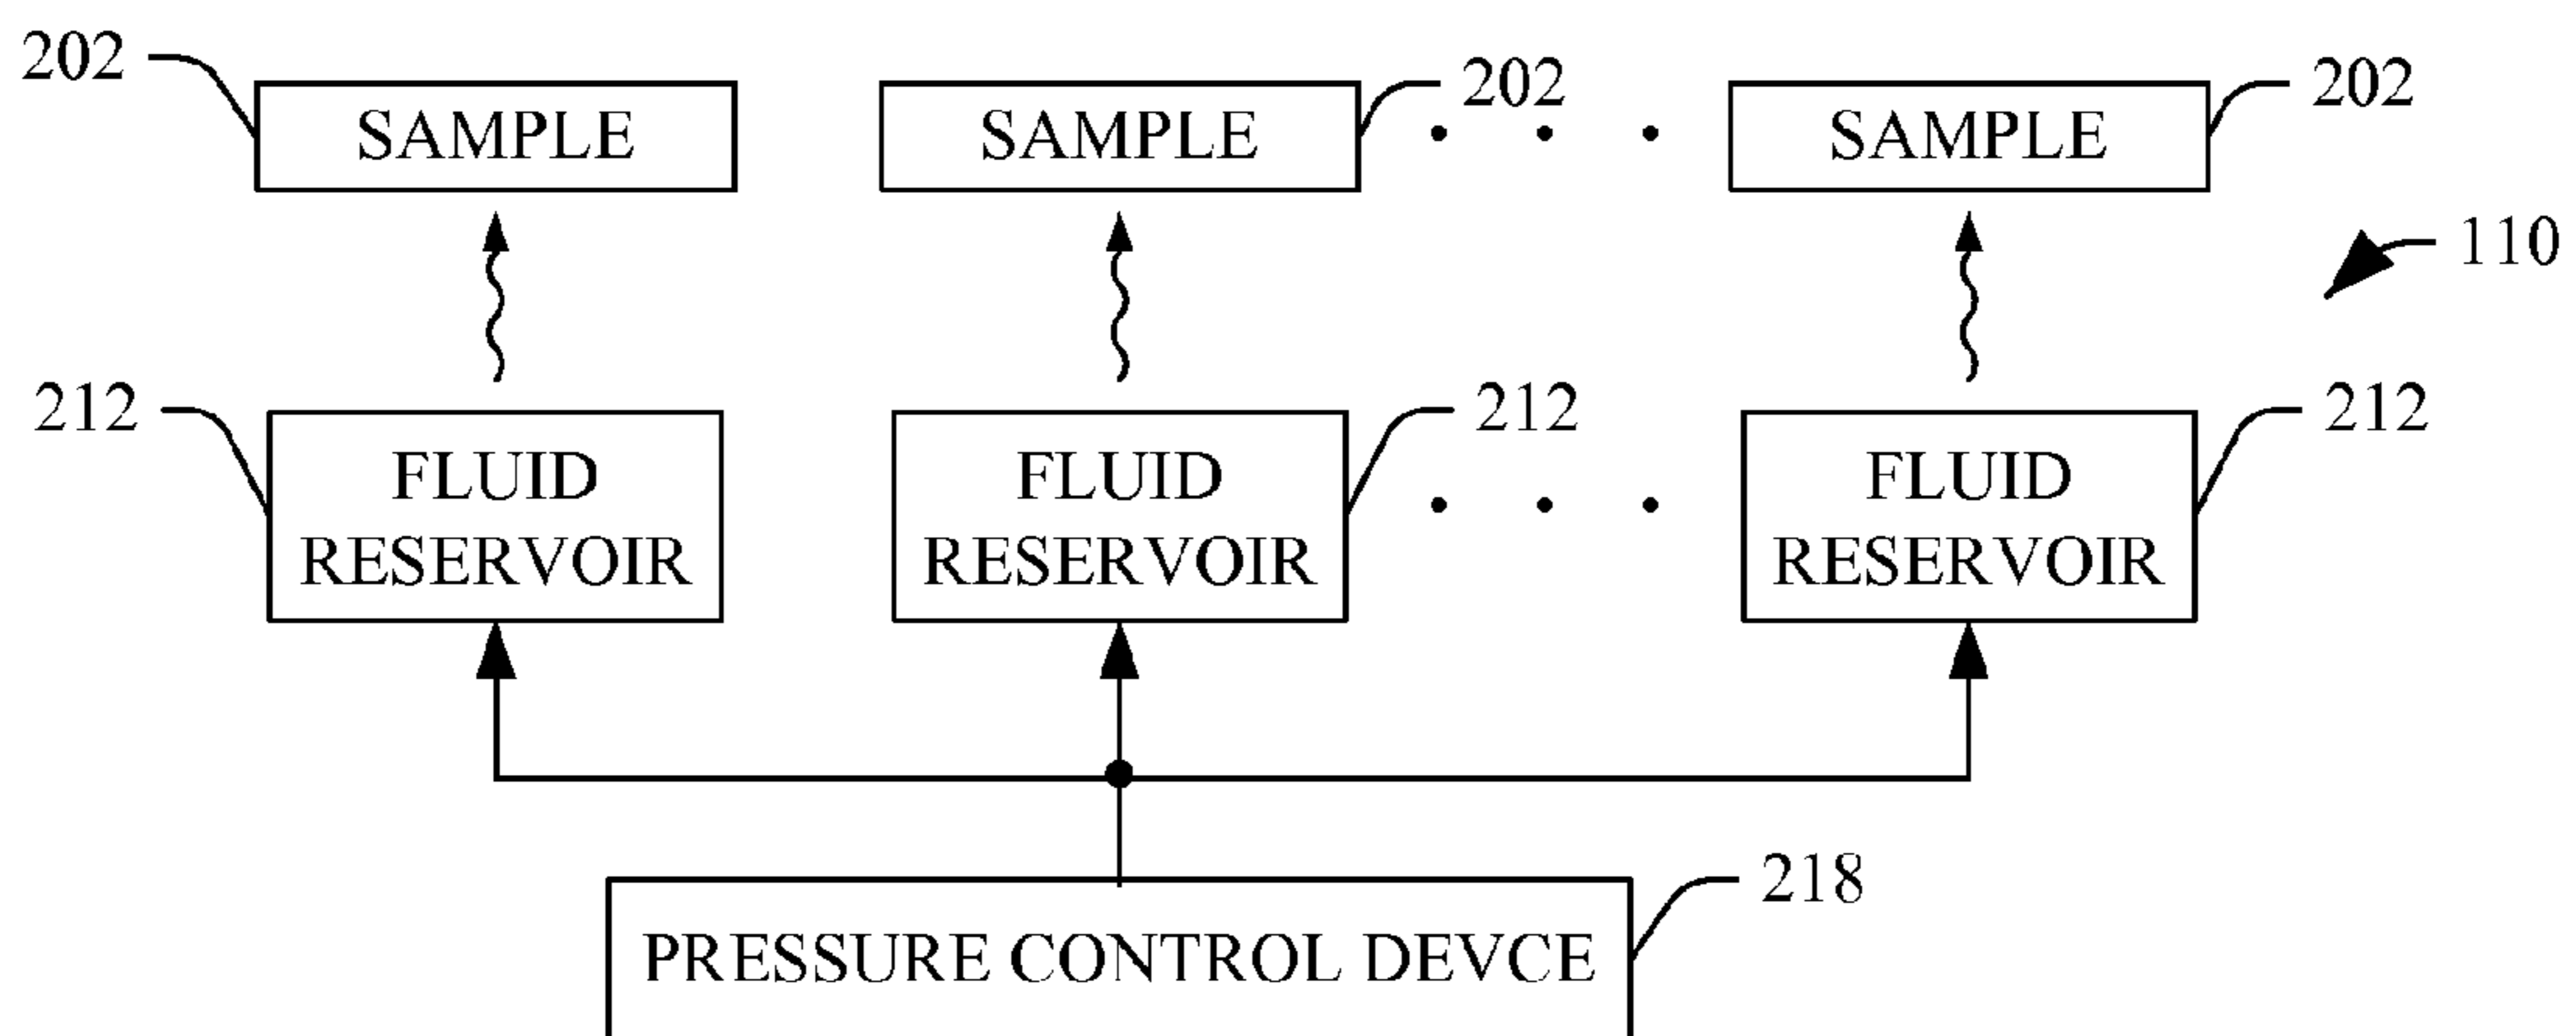 202
SAMPLE
SAMPLE
202
SAMPLE
202
110
212
FLUID
RESERVOIR
FLUID
RESERVOIR
212
FLUID
RESERVOIR
212
218
PRESSURE CONTROL DEVCE